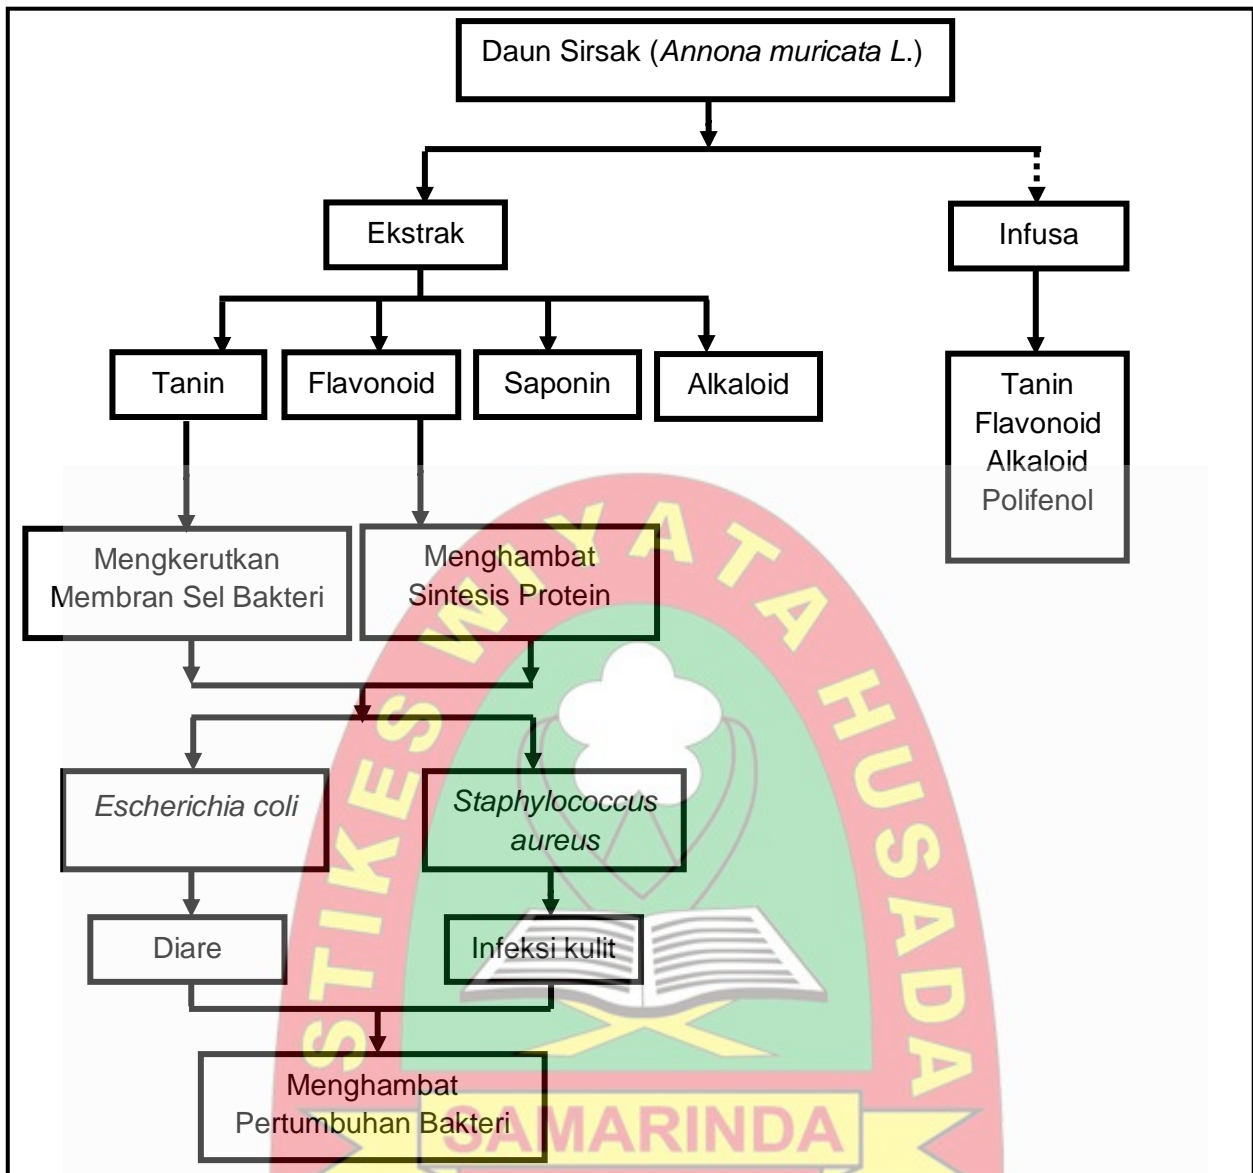 Daun Sirsak (Annona muricata L.)
Ekstrak
Infusa
Tanin
Flavonoid
Saponin
Alkaloid
Tanin
Flavonoid
Alkaloid
Polifenol
Mengkerutkan
Membran Sel Bakteri
Menghambat
Sintesis Protein
Escherichia coli
Staphylococcus
aureus
Diare
Infeksi kulit
Menghambat
Pertumbuhan Bakteri
STIKES WIYATA HUSADA
SAMARINDA